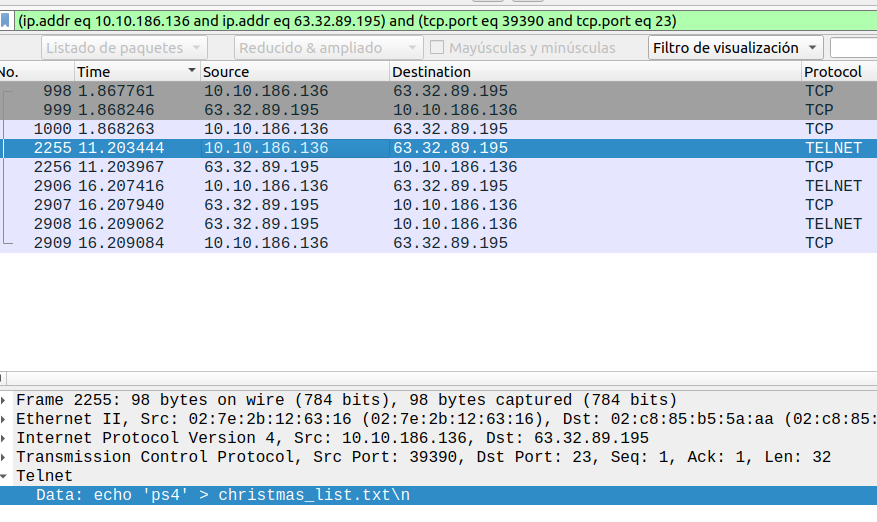 (ip.addr eq 10.10.186.136 and ip.addr eq 63.32.89.195) and (tcp.port eq 39390 and tcp.port eq 23)
Listado de paquetes Reducido & ampliado Mayúsculas y minúsculas Filtro de visualización
No. Time Source Destination Protocol
998 1.867761 10.10.186.136 63.32.89.195 TCP
999 1.868246 63.32.89.195 10.10.186.136 TCP
1000 1.868263 10.10.186.136 63.32.89.195 TCP
2255 11.203444 10.10.186.136 63.32.89.195 TELNET
2256 11.203967 63.32.89.195 10.10.186.136 TCP
2906 16.207416 10.10.186.136 63.32.89.195 TELNET
2907 16.207940 63.32.89.195 10.10.186.136 TCP
2908 16.209062 63.32.89.195 10.10.186.136 TELNET
2909 16.209084 10.10.186.136 63.32.89.195 TCP
Frame 2255: 98 bytes on wire (784 bits), 98 bytes captured (784 bits)
Ethernet II, Src: 02:7e:2b:12:63:16 (02:7e:2b:12:63:16), Dst: 02:c8:85:b5:5a:aa (02:c8:85:
Internet Protocol Version 4, Src: 10.10.186.136, Dst: 63.32.89.195
Transmission Control Protocol, Src Port: 39390, Dst Port: 23, Seq: 1, Ack: 1, Len: 32
Telnet
Data: echo 'ps4' > christmas_list.txt\n